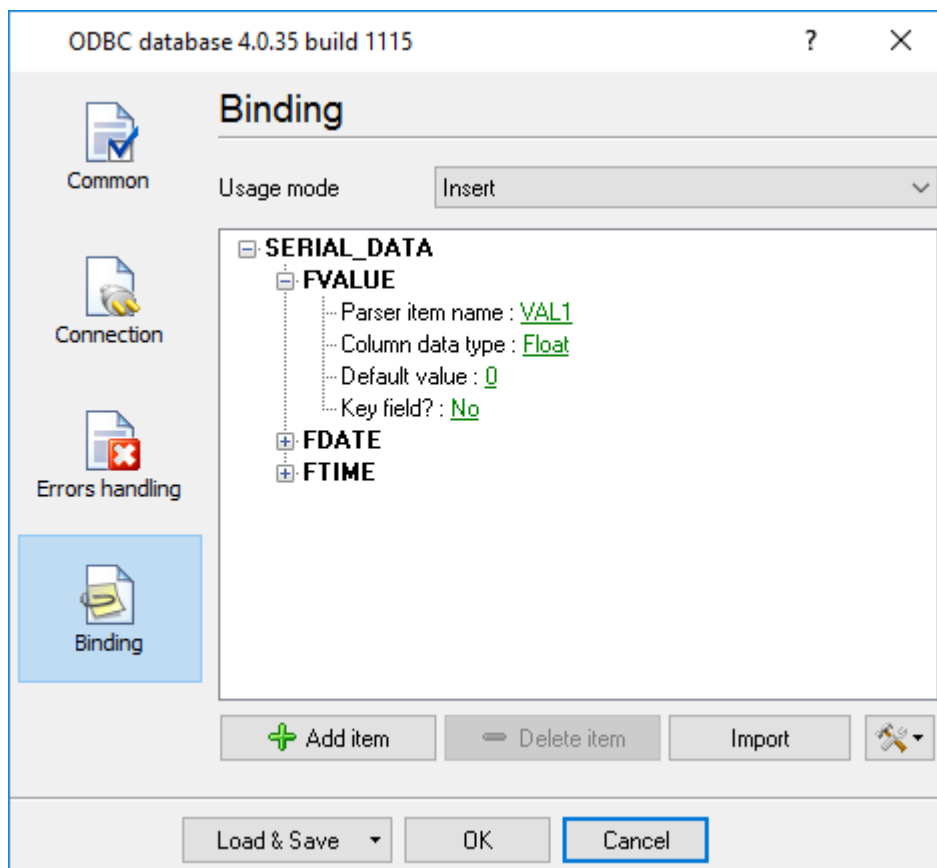 ODBC database 4.0.35 build 1115
?
Common
Connection
Errors handling
Binding
Binding
Usage mode
Insert
SERIAL_DATA
FVALUE
Parser item name : VAL1
Column data type : Float
Default value : 0
Key field? : No
FDATE
FTIME
Add item
Delete item
Import
Load & Save
OK
Cancel